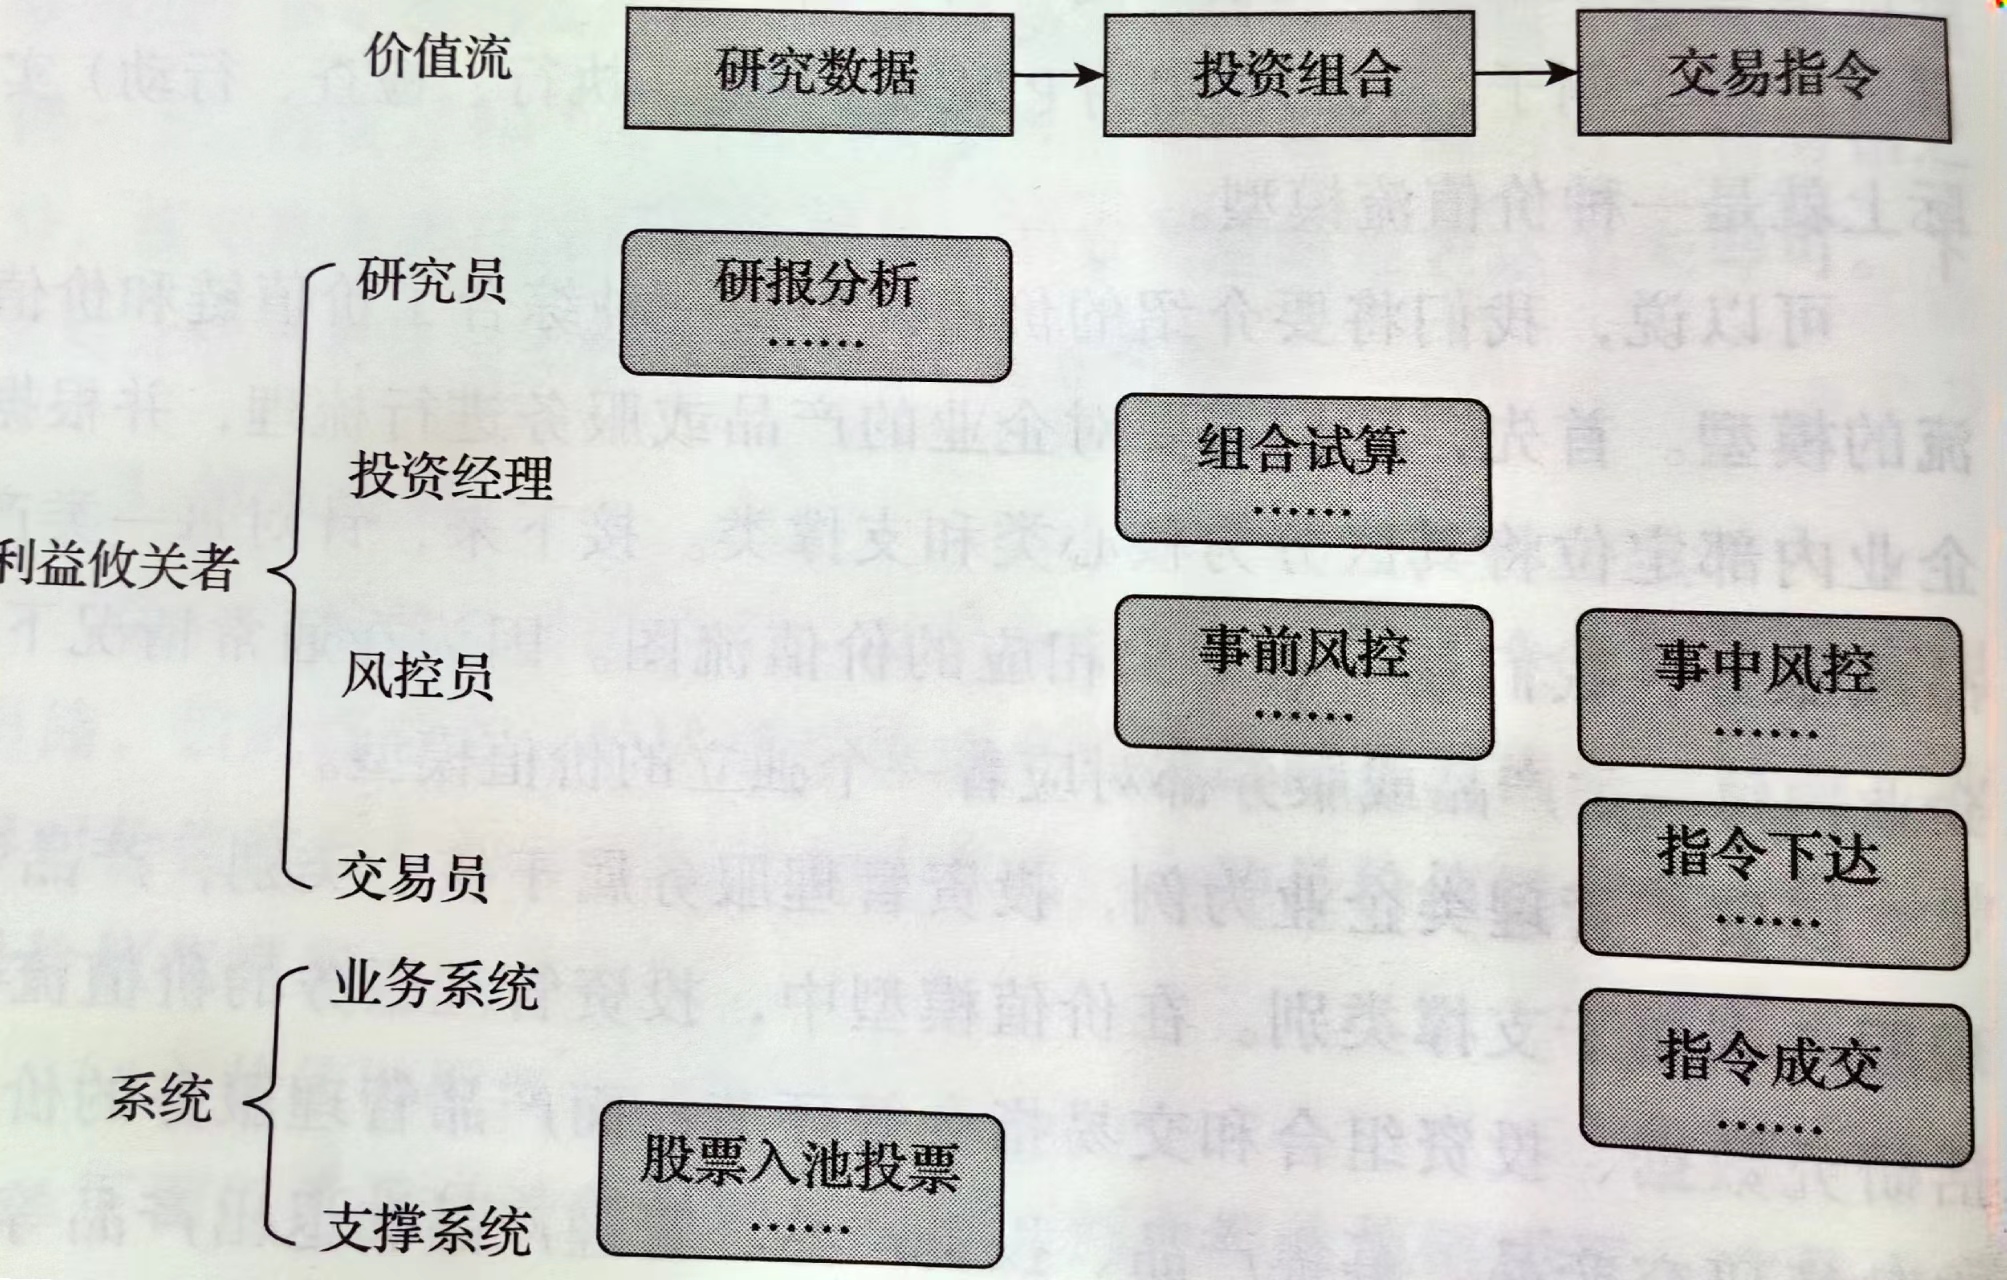 价值流 研究数据 投资组合 交易指令
研究员 研报分析
……
投资经理 组合试算
……
利益攸关者
风控员 事前风控 事中风控
…… ……
交易员 指令下达
……
业务系统 指令成交
……
系统
支撑系统 股票入池投票
……